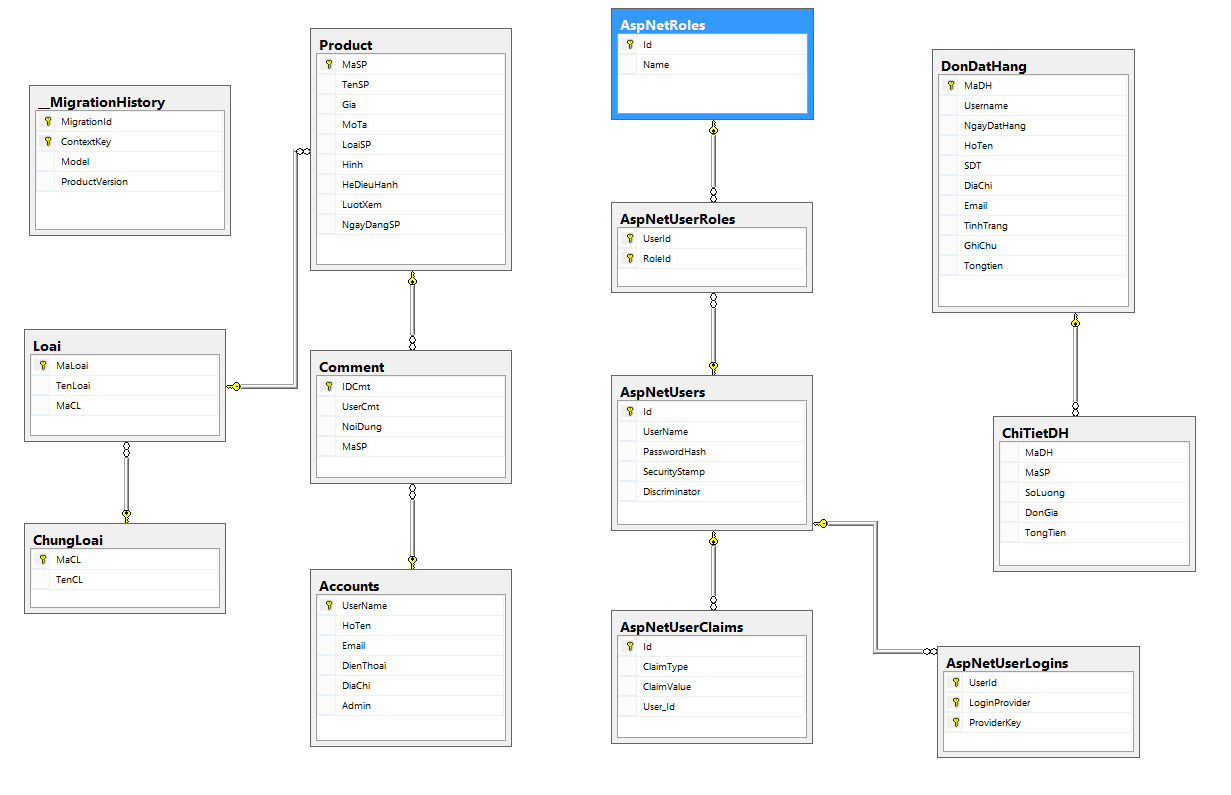 __MigrationHistory
MigrationId
ContextKey
Model
ProductVersion
Product
MaSP
TenSP
Gia
MoTa
LoaiSP
Hinh
HeDieuHanh
LuotXem
NgayDangSP
Loai
MaLoai
TenLoai
MaCL
ChungLoai
MaCL
TenCL
Comment
IDCmt
UserCmt
NoiDung
MaSP
Accounts
UserName
HoTen
Email
DienThoai
DiaChi
Admin
AspNetRoles
Id
Name
AspNetUserRoles
UserId
RoleId
AspNetUsers
Id
UserName
PasswordHash
SecurityStamp
Discriminator
AspNetUserClaims
Id
ClaimType
ClaimValue
User_Id
DonDatHang
MaDH
Username
NgayDatHang
HoTen
SDT
DiaChi
Email
TinhTrang
GhiChu
Tongtien
ChiTietDH
MaDH
MaSP
SoLuong
DonGia
TongTien
AspNetUserLogins
UserId
LoginProvider
ProviderKey